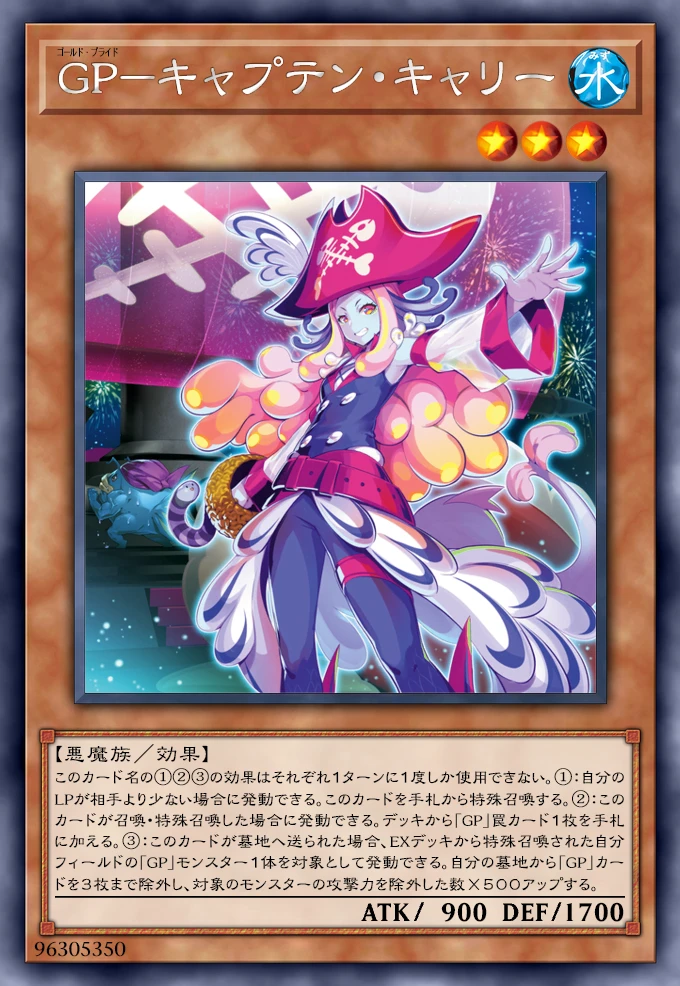 ゴールド・プライド
GP－キャプテン・キャリー
みず
水
【悪魔族／効果】
このカード名の①②③の効果はそれぞれ1ターンに1度しか使用できない。①：自分の
LPが相手より少ない場合に発動できる。このカードを手札から特殊召喚する。②：この
カードが召喚・特殊召喚した場合に発動できる。デッキから「GP」罠カード1枚を手札
に加える。③：このカードが墓地へ送られた場合、EXデッキから特殊召喚された自分
フィールドの「GP」モンスター1体を対象として発動できる。自分の墓地から「GP」カー
ドを3枚まで除外し、対象のモンスターの攻撃力を除外した数×500アップする。
ATK/ 900 DEF/1700
96305350